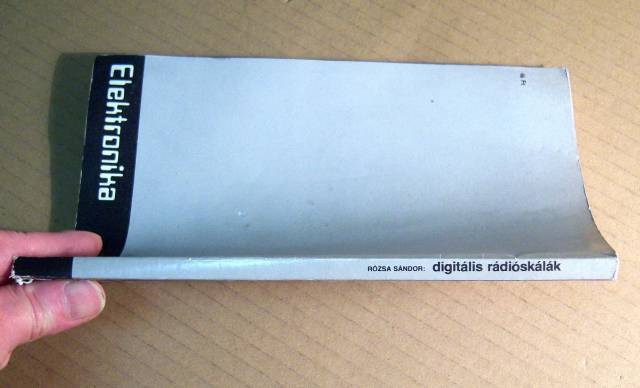 Elektronika
RÓZSA SÁNDOR: digitális rádióskálák